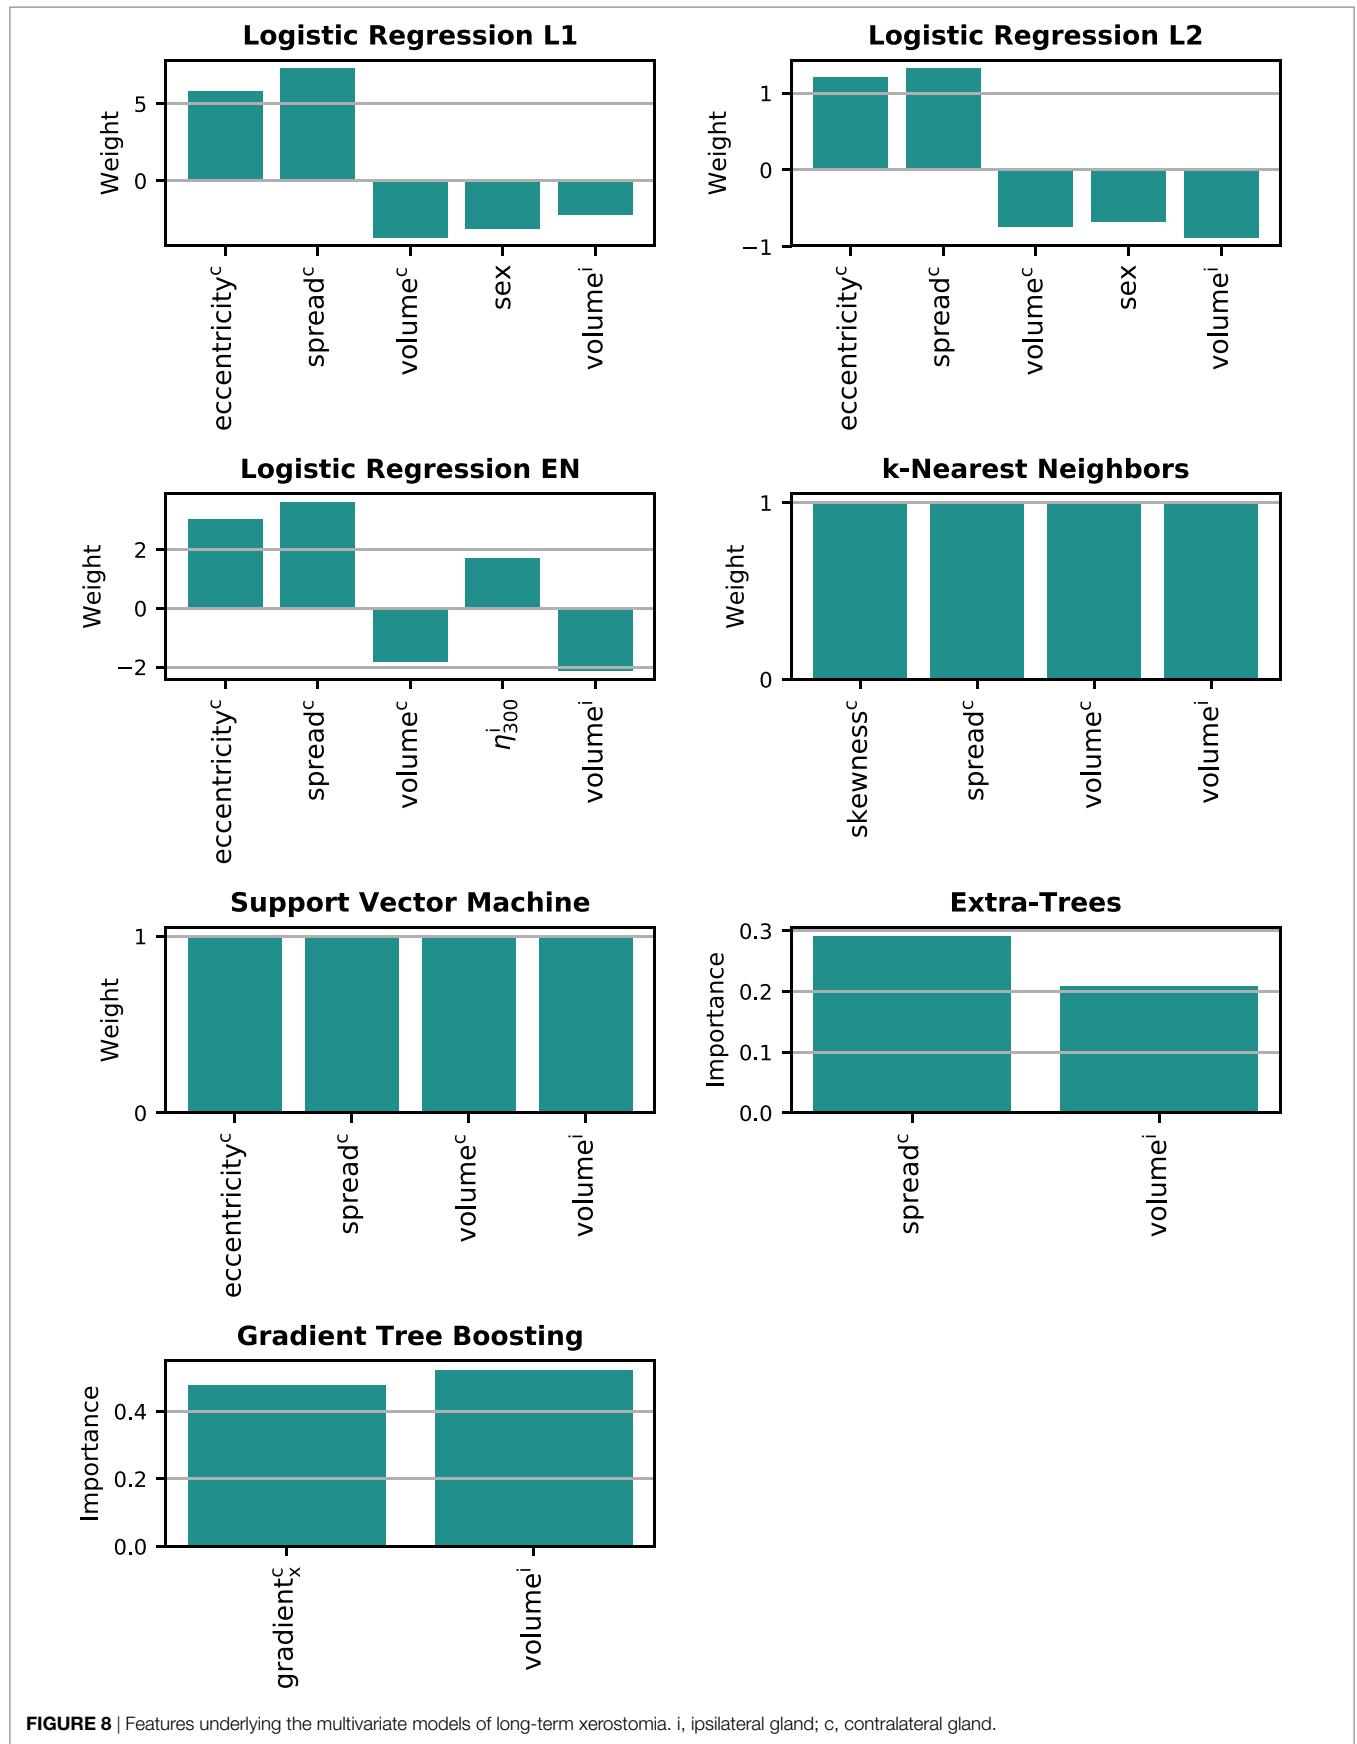 Logistic Regression L1
Weight
5
0
eccentricity^c
spread^c
volume^c
sex
volume^i
Logistic Regression L2
Weight
1
0
−1
eccentricity^c
spread^c
volume^c
sex
volume^i
Logistic Regression EN
Weight
2
0
−2
eccentricity^c
spread^c
volume^c
η^i_300
volume^i
k-Nearest Neighbors
Weight
1
0
skewness^c
spread^c
volume^c
volume^i
Support Vector Machine
Weight
1
0
eccentricity^c
spread^c
volume^c
volume^i
Extra-Trees
Importance
0.3
0.2
0.1
0.0
spread^c
volume^i
Gradient Tree Boosting
Importance
0.4
0.2
0.0
gradient^c_x
volume^i
FIGURE 8 | Features underlying the multivariate models of long-term xerostomia. i, ipsilateral gland; c, contralateral gland.